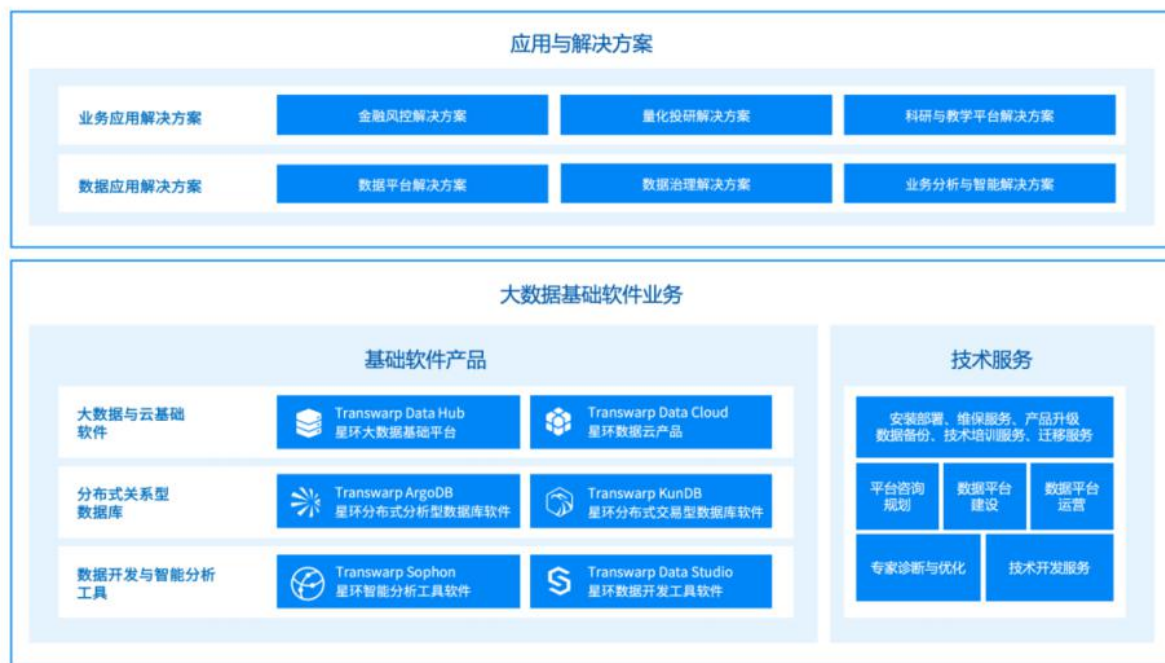 应用与解决方案
业务应用解决方案
金融风控解决方案
量化投研解决方案
科研与教学平台解决方案
数据应用解决方案
数据平台解决方案
数据治理解决方案
业务分析与智能解决方案
大数据基础软件业务
基础软件产品
大数据与云基础
软件
Transwarp Data Hub
星环大数据基础平台
Transwarp Data Cloud
星环数据云产品
分布式关系型
数据库
Transwarp ArgoDB
星环分布式分析型数据库软件
Transwarp KunDB
星环分布式交易型数据库软件
数据开发与智能分析
工具
Transwarp Sophon
星环智能分析工具软件
Transwarp Data Studio
星环数据开发工具软件
技术服务
安装部署、维保服务、产品升级
数据备份、技术培训服务、迁移服务
平台咨询
规划
数据平台
建设
数据平台
运营
专家诊断与优化
技术开发服务